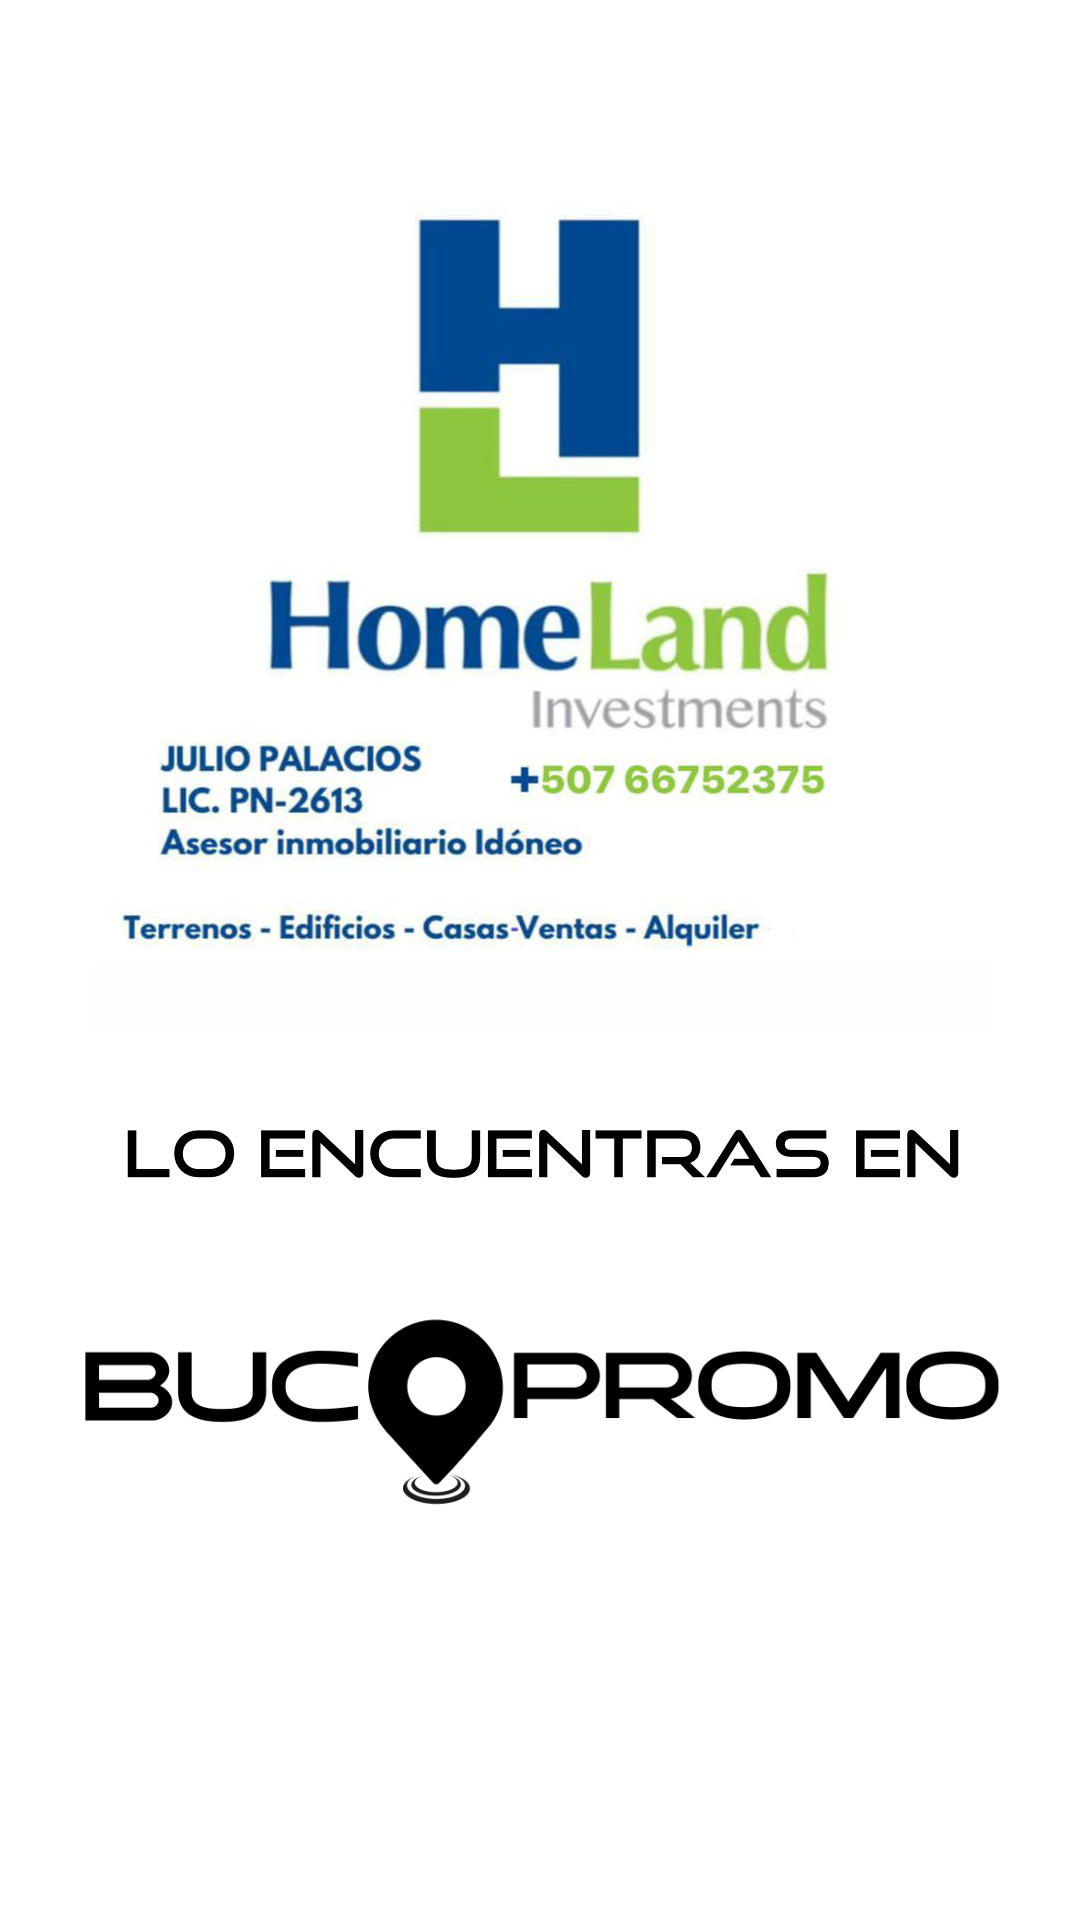 HL
HomeLand
Investments
JULIO PALACIOS
LIC. PN-2613
+507 66752375
Asesor inmobiliario Idóneo
Terrenos - Edificios - Casas-Ventas - Alquiler
LO ENCUENTRAS EN
BUCOPROMO